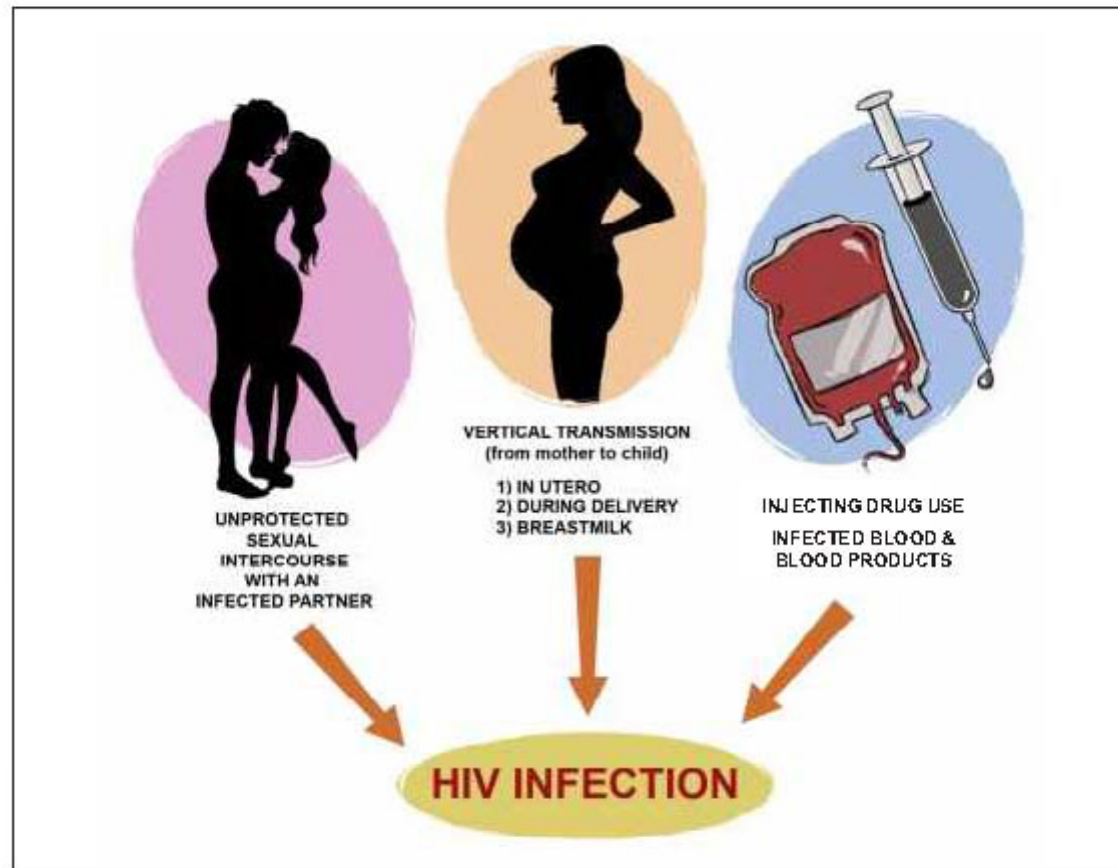 UNPROTECTED
SEXUAL
INTERCOURSE
WITH AN
INFECTED PARTNER
VERTICAL TRANSMISSION
(from mother to child)
1) IN UTERO
2) DURING DELIVERY
3) BREASTMILK
INJECTING DRUG USE
INFECTED BLOOD &
BLOOD PRODUCTS
HIV INFECTION